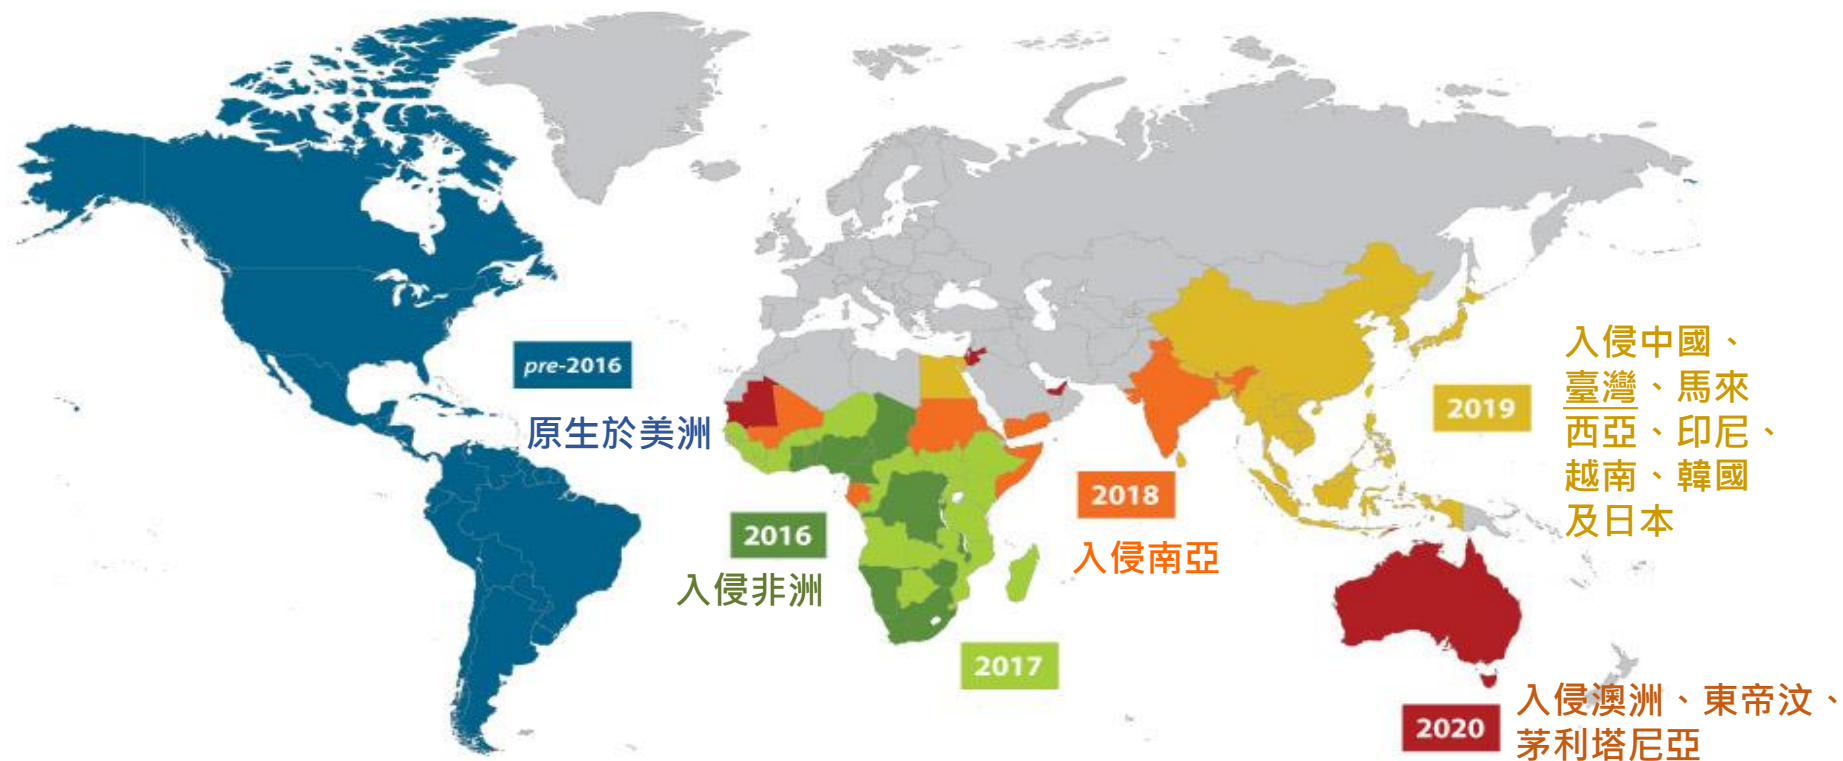 pre-2016
原生於美洲
2016
入侵非洲
2017
2018
入侵南亞
2019
入侵中國、
臺灣、馬來
西亞、印尼、
越南、韓國
及日本
2020
入侵澳洲、東帝汶、
茅利塔尼亞